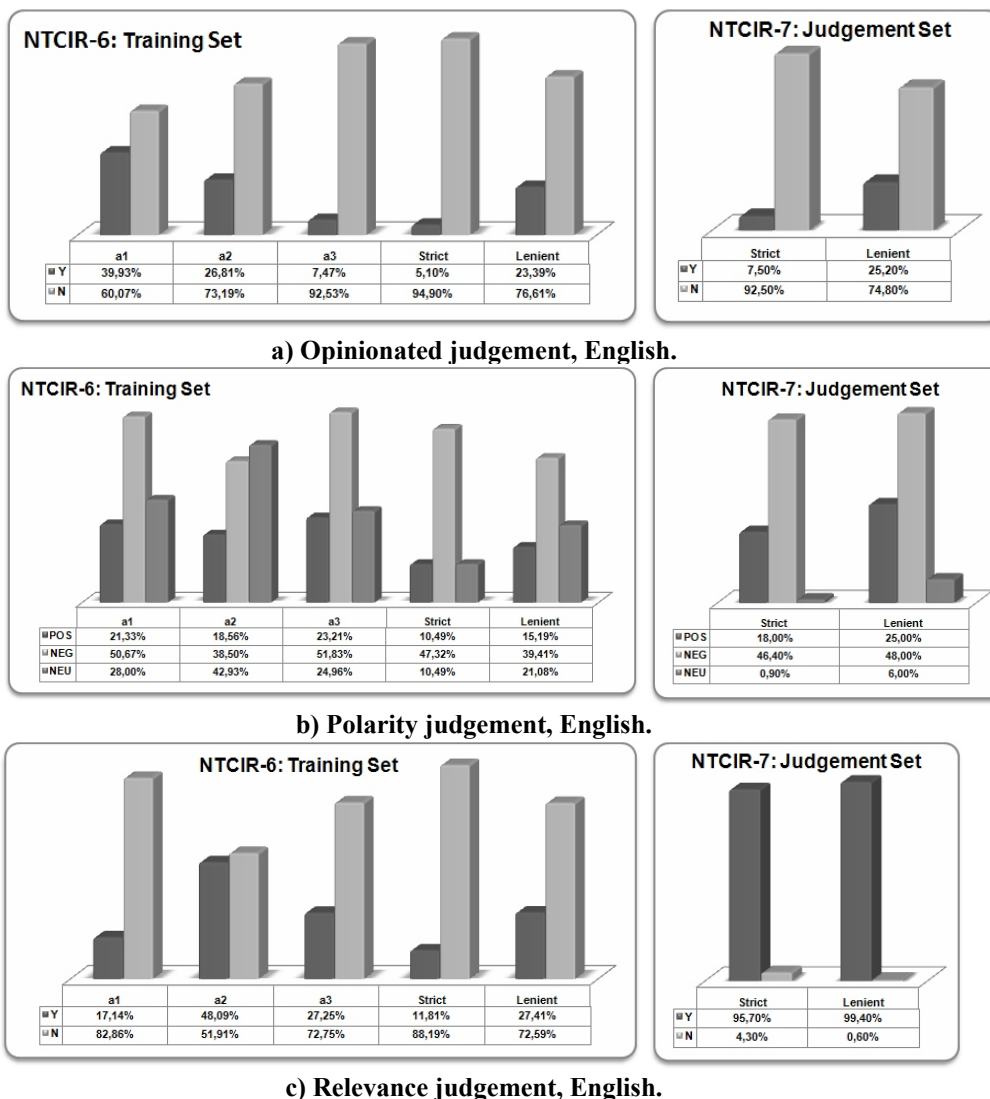 NTCIR-6: Training Set
a1 a2 a3 Strict Lenient
Y 39,93% 26,81% 7,47% 5,10% 23,39%
N 60,07% 73,19% 92,53% 94,90% 76,61%
NTCIR-7: Judgement Set
Strict Lenient
Y 7,50% 25,20%
N 92,50% 74,80%
a) Opinionated judgement, English.
NTCIR-6: Training Set
a1 a2 a3 Strict Lenient
POS 21,33% 18,56% 23,21% 10,49% 15,19%
NEG 50,67% 38,50% 51,83% 47,32% 39,41%
NEU 28,00% 42,93% 24,96% 10,49% 21,08%
NTCIR-7: Judgement Set
Strict Lenient
POS 18,00% 25,00%
NEG 46,40% 48,00%
NEU 0,90% 6,00%
b) Polarity judgement, English.
NTCIR-6: Training Set
a1 a2 a3 Strict Lenient
Y 17,14% 48,09% 27,25% 11,81% 27,41%
N 82,86% 51,91% 72,75% 88,19% 72,59%
NTCIR-7: Judgement Set
Strict Lenient
Y 95,70% 99,40%
N 4,30% 0,60%
c) Relevance judgement, English.